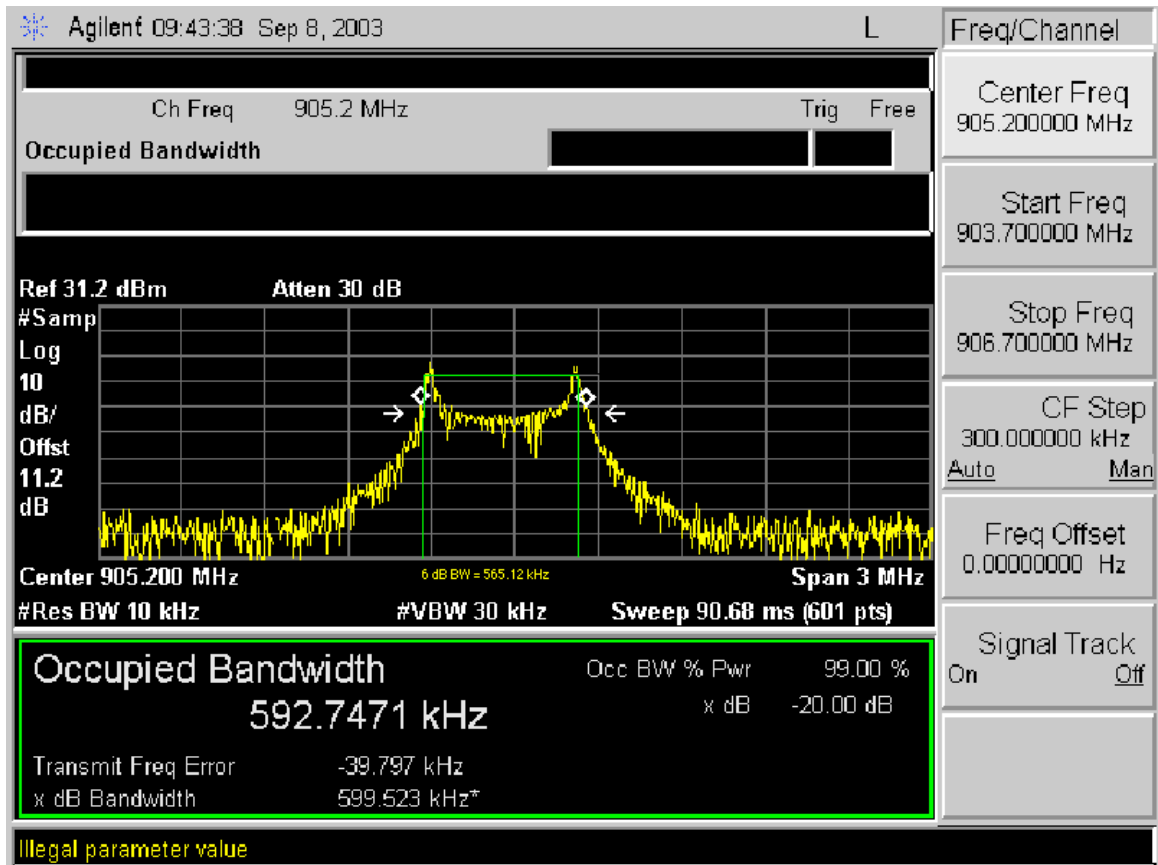 Agilent 09:43:38 Sep 8, 2003 L
Freq/Channel
Ch Freq 905.2 MHz Trig Free
Occupied Bandwidth
Center Freq
905.200000 MHz
Start Freq
903.700000 MHz
Stop Freq
906.700000 MHz
CF Step
300.000000 kHz
Auto Man
Freq Offset
0.00000000 Hz
Signal Track
On Off
Ref 31.2 dBm Atten 30 dB
#Samp
Log
10
dB/
Offst
11.2
dB
Center 905.200 MHz 6 dB BW = 565.12 kHz Span 3 MHz
#Res BW 10 kHz #VBW 30 kHz Sweep 90.68 ms (601 pts)
Occupied Bandwidth Occ BW % Pwr 99.00 %
592.7471 kHz x dB -20.00 dB
Transmit Freq Error -39.797 kHz
x dB Bandwidth 599.523 kHz*
Illegal parameter value